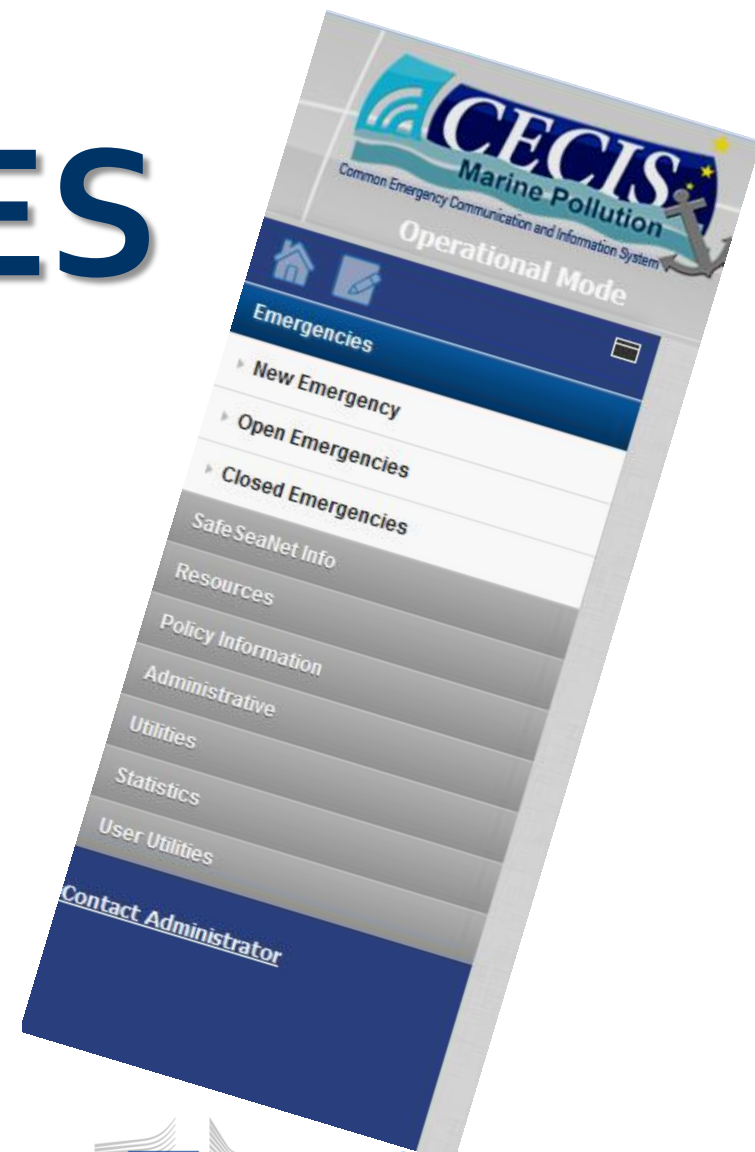 ES
CECIS
Marine Pollution
Common Emergency Communication and Information System
Operational Mode
Emergencies
New Emergency
Open Emergencies
Closed Emergencies
SafeSeaNet Info
Resources
Policy Information
Administrative
Utilities
Statistics
User Utilities
Contact Administrator